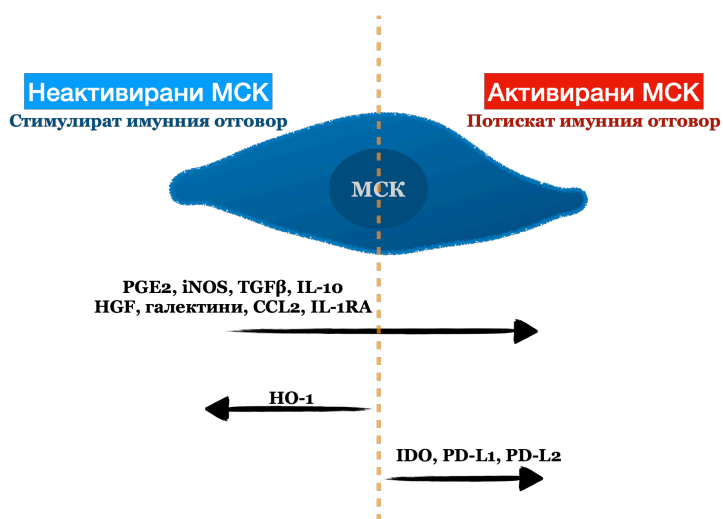 Неактивирани МСК
Стимулират имунния отговор
Активирани МСК
Потискат имунния отговор
МСК
PGE2, iNOS, TGFβ, IL-10
HGF, галектини, CCL2, IL-1RA
HO-1
IDO, PD-L1, PD-L2